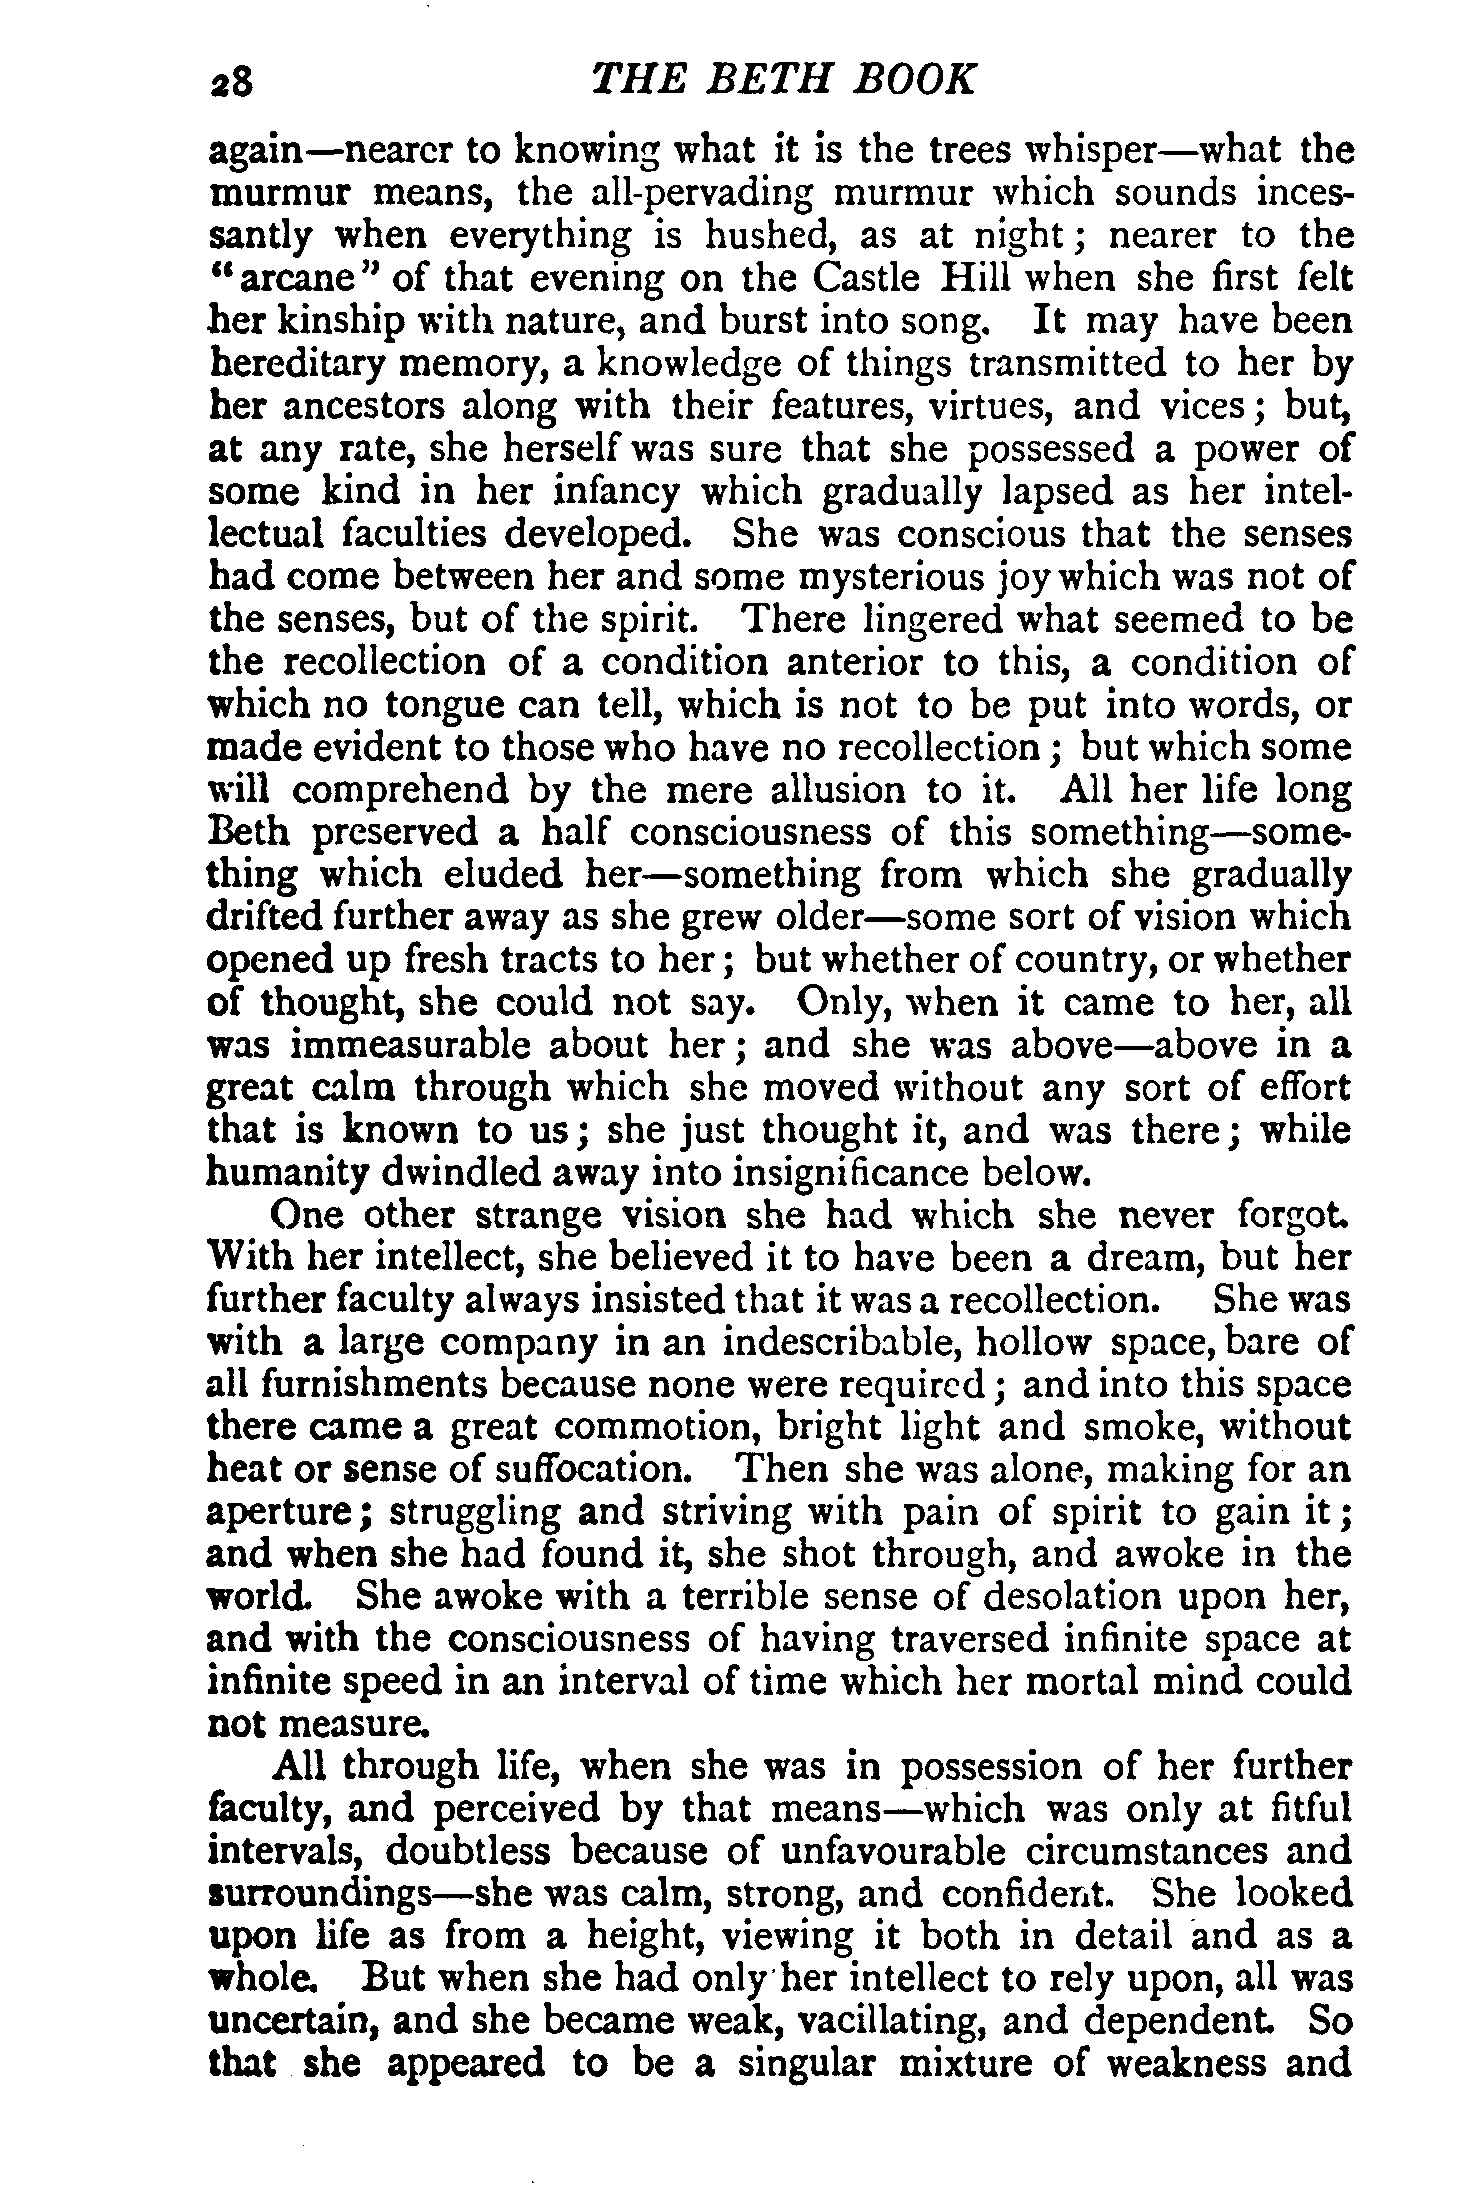 28 THE BETH BOOK
again—nearer to knowing what it is the trees whisper—what the
murmur means, the all-pervading murmur which sounds inces-
santly when everything is hushed, as at night; nearer to the
"arcane" of that evening on the Castle Hill when she first felt
her kinship with nature, and burst into song. It may have been
hereditary memory, a knowledge of things transmitted to her by
her ancestors along with their features, virtues, and vices; but,
at any rate, she herself was sure that she possessed a power of
some kind in her infancy which gradually lapsed as her intel-
lectual faculties developed. She was conscious that the senses
had come between her and some mysterious joy which was not of
the senses, but of the spirit. There lingered what seemed to be
the recollection of a condition anterior to this, a condition of
which no tongue can tell, which is not to be put into words, or
made evident to those who have no recollection; but which some
will comprehend by the mere allusion to it. All her life long
Beth preserved a half consciousness of this something—some-
thing which eluded her—something from which she gradually
drifted further away as she grew older—some sort of vision which
opened up fresh tracts to her; but whether of country, or whether
of thought, she could not say. Only, when it came to her, all
was immeasurable about her; and she was above—above in a
great calm through which she moved without any sort of effort
that is known to us; she just thought it, and was there; while
humanity dwindled away into insignificance below.
One other strange vision she had which she never forgot.
With her intellect, she believed it to have been a dream, but her
further faculty always insisted that it was a recollection. She was
with a large company in an indescribable, hollow space, bare of
all furnishments because none were required; and into this space
there came a great commotion, bright light and smoke, without
heat or sense of suffocation. Then she was alone, making for an
aperture; struggling and striving with pain of spirit to gain it;
and when she had found it, she shot through, and awoke in the
world. She awoke with a terrible sense of desolation upon her,
and with the consciousness of having traversed infinite space at
infinite speed in an interval of time which her mortal mind could
not measure.
All through life, when she was in possession of her further
faculty, and perceived by that means—which was only at fitful
intervals, doubtless because of unfavourable circumstances and
surroundings—she was calm, strong, and confident. She looked
upon life as from a height, viewing it both in detail and as a
whole. But when she had only her intellect to rely upon, all was
uncertain, and she became weak, vacillating, and dependent. So
that she appeared to be a singular mixture of weakness and